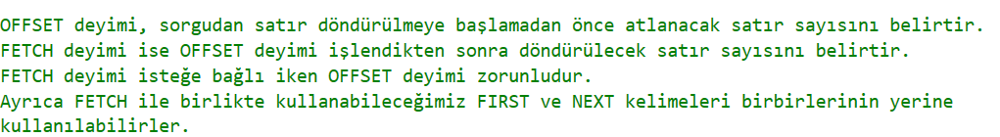 OFFSET deyimi, sorgudan satır döndürülmeye başlamadan önce atlanacak satır sayısını belirtir.
FETCH deyimi ise OFFSET deyimi işlendikten sonra döndürülecek satır sayısını belirtir.
FETCH deyimi isteğe bağlı iken OFFSET deyimi zorunludur.
Ayrıca FETCH ile birlikte kullanabileceğimiz FIRST ve NEXT kelimeleri birbirlerinin yerine
kullanılabilirler.